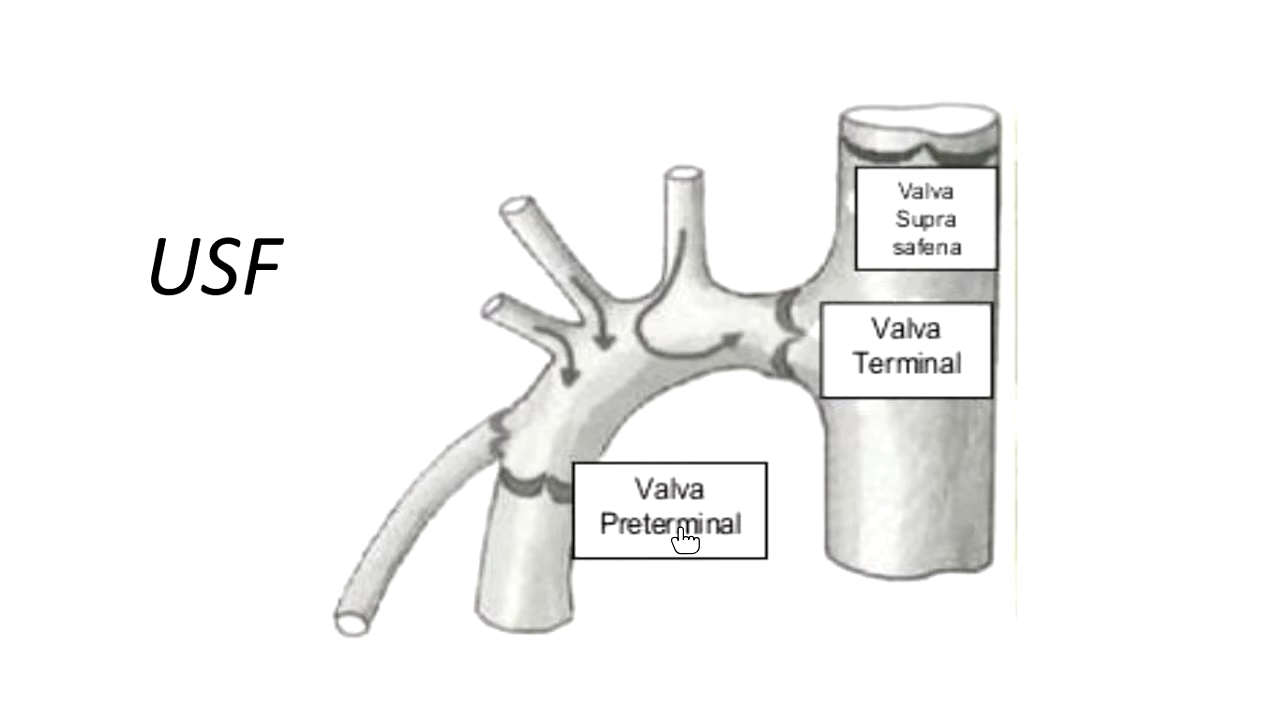 USF
Valva
Supra
safena
Valva
Terminal
Valva
Preterminal